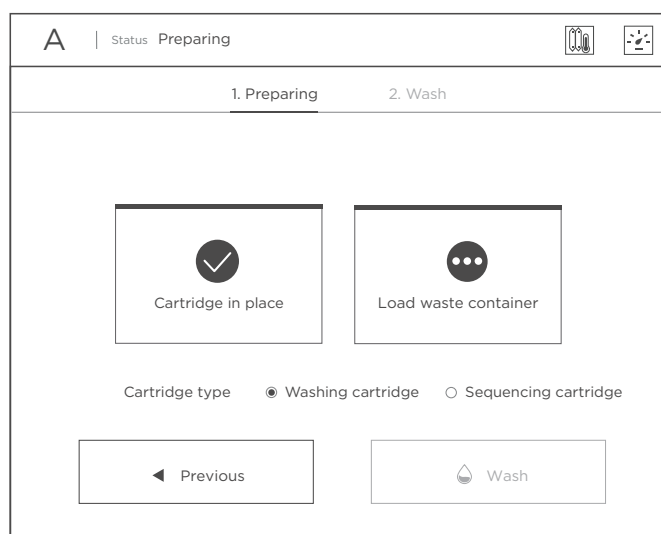 A Status Preparing
1. Preparing 2. Wash
Cartridge in place Load waste container
Cartridge type Washing cartridge Sequencing cartridge
Previous Wash